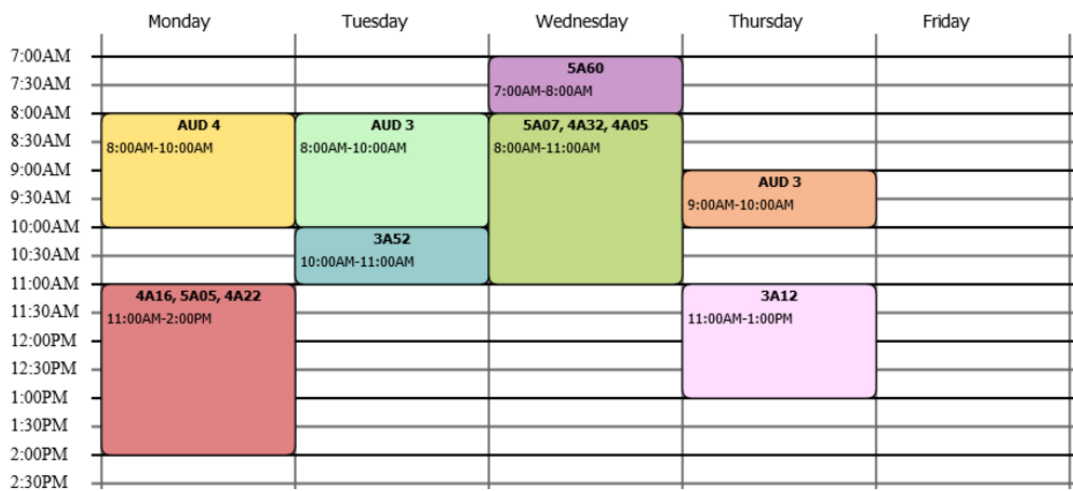 Monday Tuesday Wednesday Thursday Friday
7:00AM
5A60
7:30AM
7:00AM-8:00AM
8:00AM
AUD 4 AUD 3 5A07, 4A32, 4A05
8:30AM
8:00AM-10:00AM 8:00AM-10:00AM 8:00AM-11:00AM
9:00AM
AUD 3
9:30AM
9:00AM-10:00AM
10:00AM
3A52
10:30AM
10:00AM-11:00AM
11:00AM
4A16, 5A05, 4A22 3A12
11:30AM
11:00AM-2:00PM 11:00AM-1:00PM
12:00PM
12:30PM
1:00PM
1:30PM
2:00PM
2:30PM